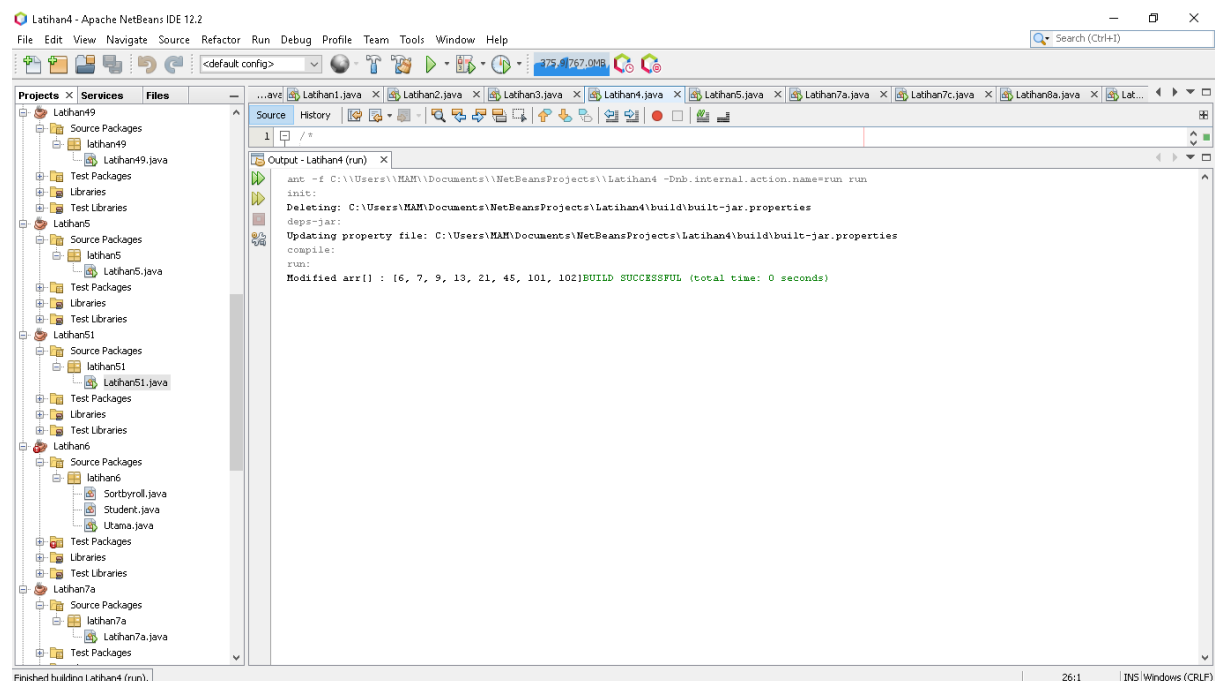 Latihan4 - Apache NetBeans IDE 12.2
File Edit View Navigate Source Refactor Run Debug Profile Team Tools Window Help
Search (Ctrl+I)
<default config>
375.9/767.0MB
Projects Services Files
...ava Latihan1.java Latihan2.java Latihan3.java Latihan4.java Latihan5.java Latihan7a.java Latihan7c.java Latihan8a.java Lat...
Source History
1 /*
Output - Latihan4 (run)
ant -f C:\\Users\\MAM\\Documents\\NetBeansProjects\\Latihan4 -Dnb.internal.action.name=run run
init:
Deleting: C:\Users\MAM\Documents\NetBeansProjects\Latihan4\build\built-jar.properties
deps-jar:
Updating property file: C:\Users\MAM\Documents\NetBeansProjects\Latihan4\build\built-jar.properties
compile:
run:
Modified arr[] : [6, 7, 9, 13, 21, 45, 101, 102]BUILD SUCCESSFUL (total time: 0 seconds)
Latihan49
Source Packages
latihan49
Latihan49.java
Test Packages
Libraries
Test Libraries
Latihan5
Source Packages
latihan5
Latihan5.java
Test Packages
Libraries
Test Libraries
Latihan51
Source Packages
latihan51
Latihan51.java
Test Packages
Libraries
Test Libraries
Latihan6
Source Packages
latihan6
Sortbyroll.java
Student.java
Utama.java
Test Packages
Libraries
Test Libraries
Latihan7a
Source Packages
latihan7a
Latihan7a.java
Test Packages
Finished building Latihan4 (run).
26:1 INS Windows (CRLF)